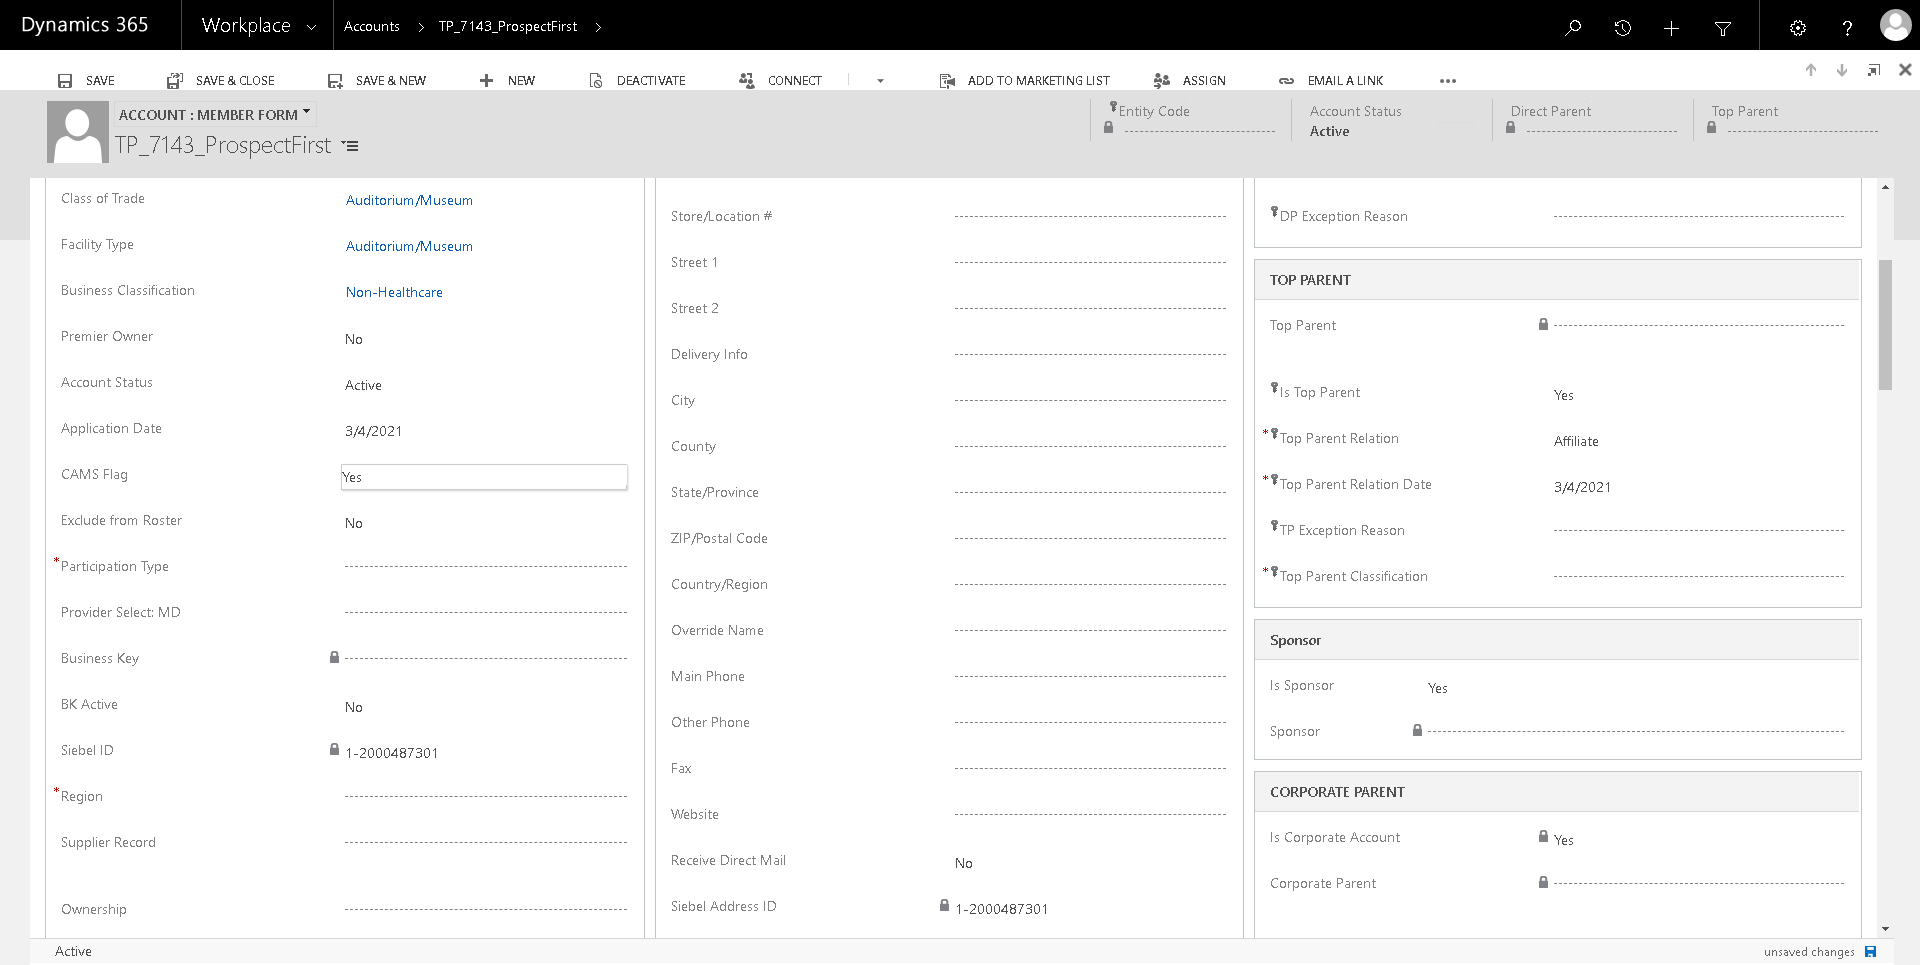 Dynamics 365
Workplace
Accounts
TP_7143_ProspectFirst
SAVE
SAVE & CLOSE
SAVE & NEW
NEW
DEACTIVATE
CONNECT
ADD TO MARKETING LIST
ASSIGN
EMAIL A LINK
ACCOUNT : MEMBER FORM
TP_7143_ProspectFirst
Entity Code
Account Status
Active
Direct Parent
Top Parent
Class of Trade
Auditorium/Museum
Facility Type
Auditorium/Museum
Business Classification
Non-Healthcare
Premier Owner
No
Account Status
Active
Application Date
3/4/2021
CAMS Flag
Yes
Exclude from Roster
No
*Participation Type
Provider Select: MD
Business Key
BK Active
No
Siebel ID
1-2000487301
*Region
Supplier Record
Ownership
Store/Location #
Street 1
Street 2
Delivery Info
City
County
State/Province
ZIP/Postal Code
Country/Region
Override Name
Main Phone
Other Phone
Fax
Website
Receive Direct Mail
No
Siebel Address ID
1-2000487301
DP Exception Reason
TOP PARENT
Top Parent
Is Top Parent
Yes
*Top Parent Relation
Affiliate
*Top Parent Relation Date
3/4/2021
TP Exception Reason
*Top Parent Classification
Sponsor
Is Sponsor
Yes
Sponsor
CORPORATE PARENT
Is Corporate Account
Yes
Corporate Parent
Active
unsaved changes